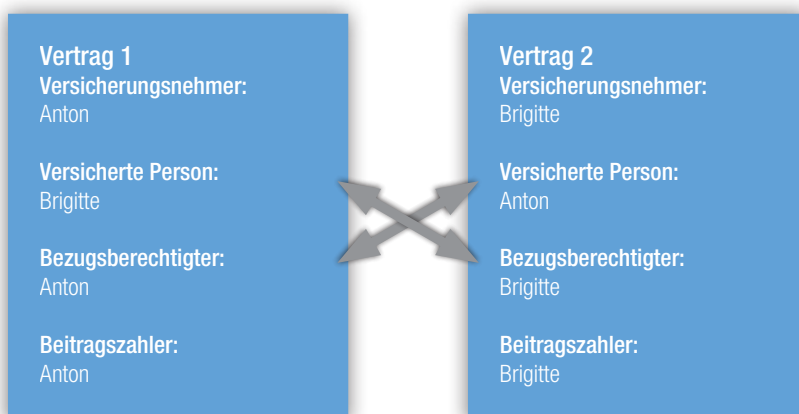 Vertrag 1
Versicherungsnehmer:
Anton
Versicherte Person:
Brigitte
Bezugsberechtigter:
Anton
Beitragszahler:
Anton
Vertrag 2
Versicherungsnehmer:
Brigitte
Versicherte Person:
Anton
Bezugsberechtigter:
Brigitte
Beitragszahler:
Brigitte